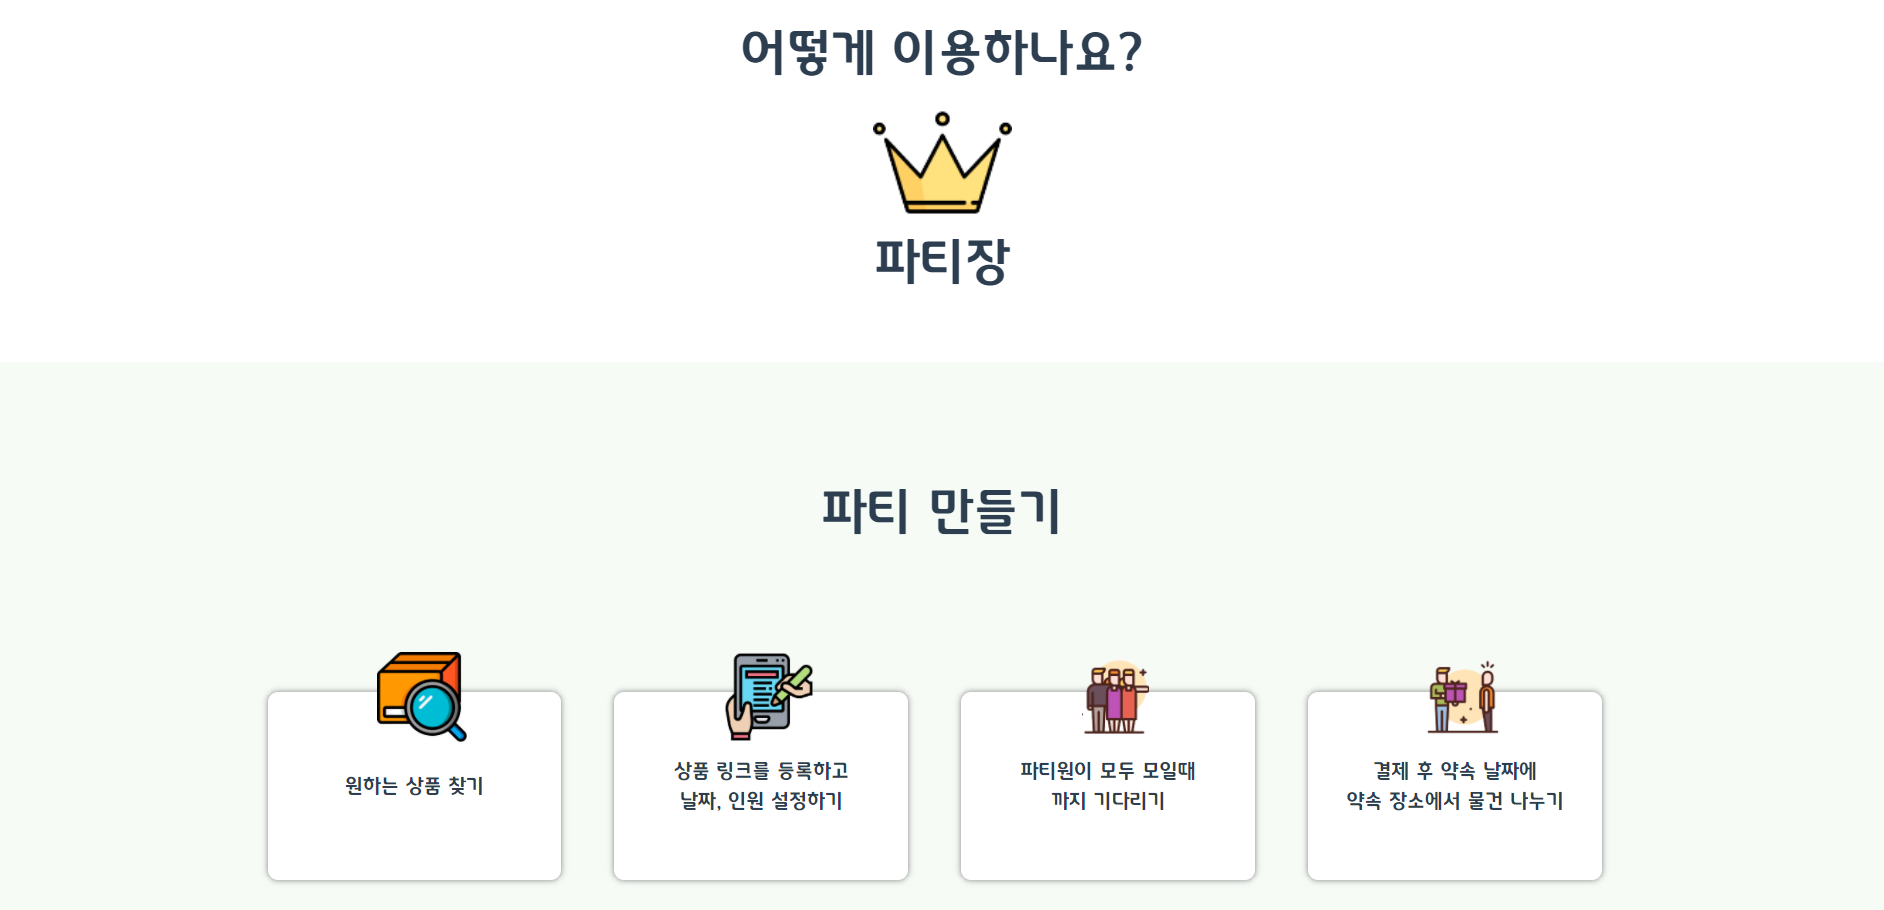 어떻게 이용하나요?
파티장
파티 만들기
원하는 상품 찾기
상품 링크를 등록하고
날짜, 인원 설정하기
파티원이 모두 모일때
까지 기다리기
결제 후 약속 날짜에
약속 장소에서 물건 나누기